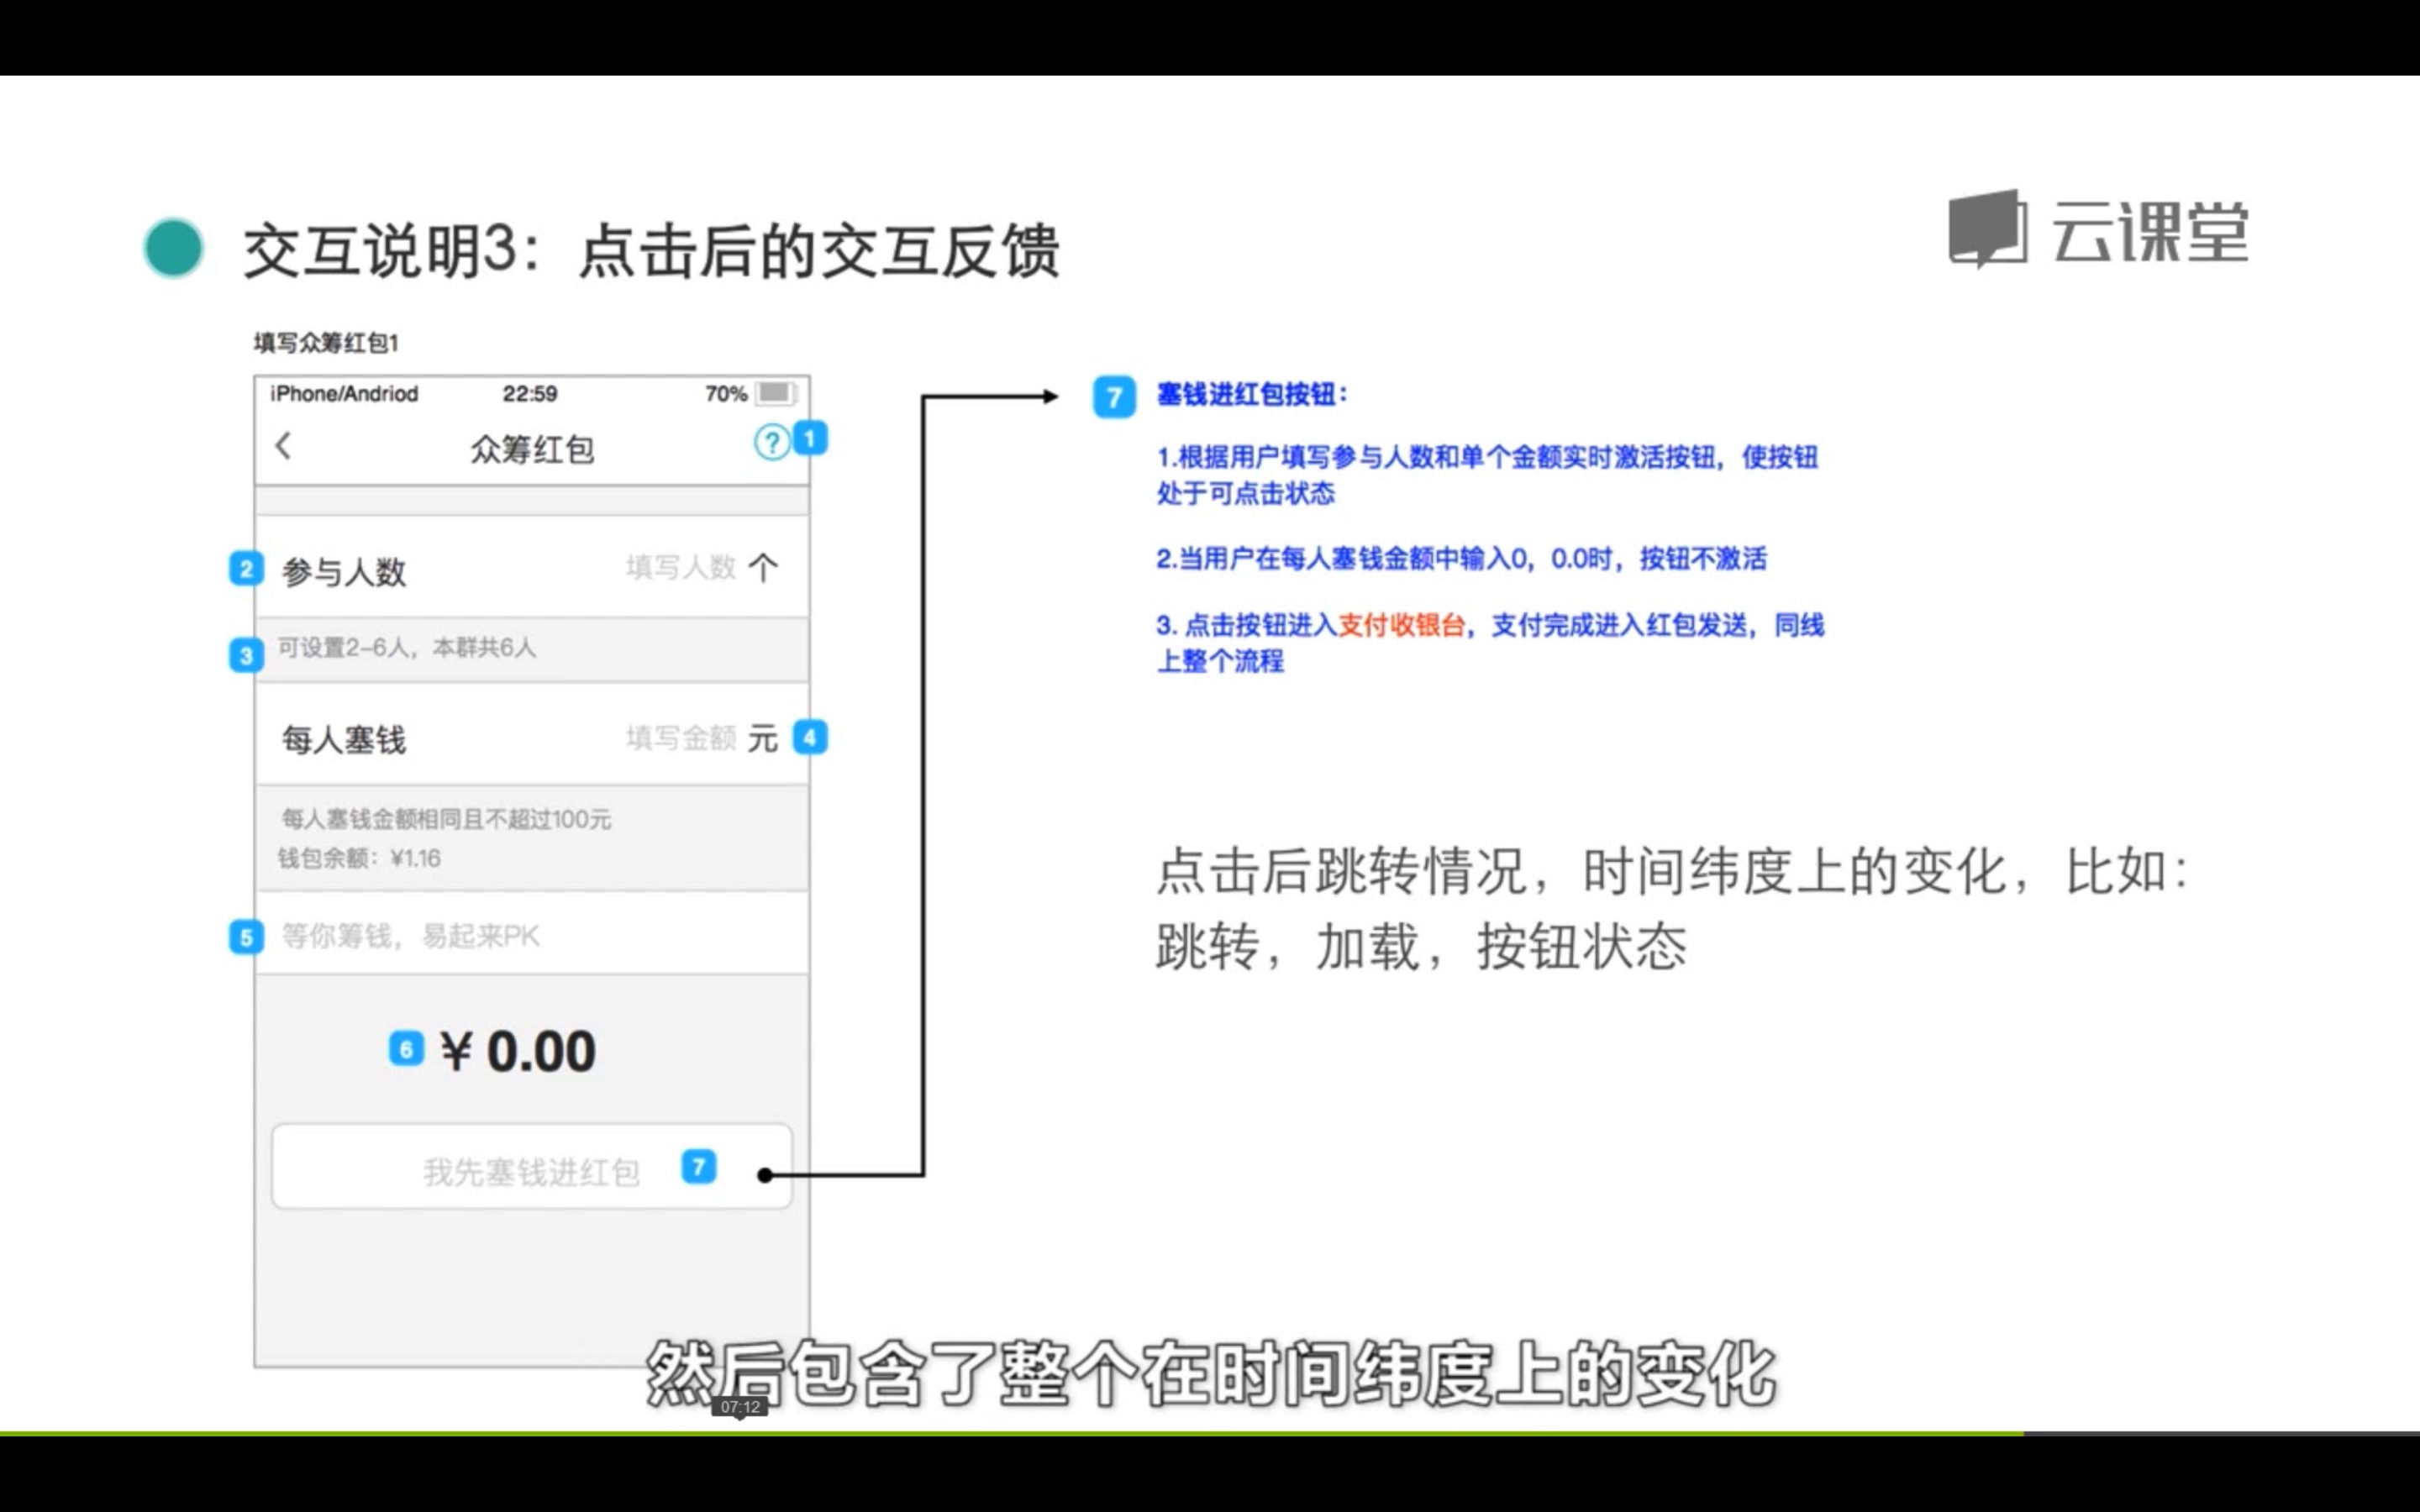 交互说明3：点击后的交互反馈
云课堂
填写众筹红包1
iPhone/Andriod 22:59 70%
众筹红包 ? 1
2 参与人数 填写人数 个
3 可设置2-6人，本群共6人
每人塞钱 填写金额 元 4
每人塞钱金额相同且不超过100元
钱包余额：¥1.16
5 等你筹钱，易起来PK
6 ¥ 0.00
我先塞钱进红包 7
7 塞钱进红包按钮：
1.根据用户填写参与人数和单个金额实时激活按钮，使按钮
处于可点击状态
2.当用户在每人塞钱金额中输入0，0.0时，按钮不激活
3. 点击按钮进入支付收银台，支付完成进入红包发送，同线
上整个流程
点击后跳转情况，时间纬度上的变化，比如：
跳转，加载，按钮状态
然后包含了整个在时间纬度上的变化
07:12